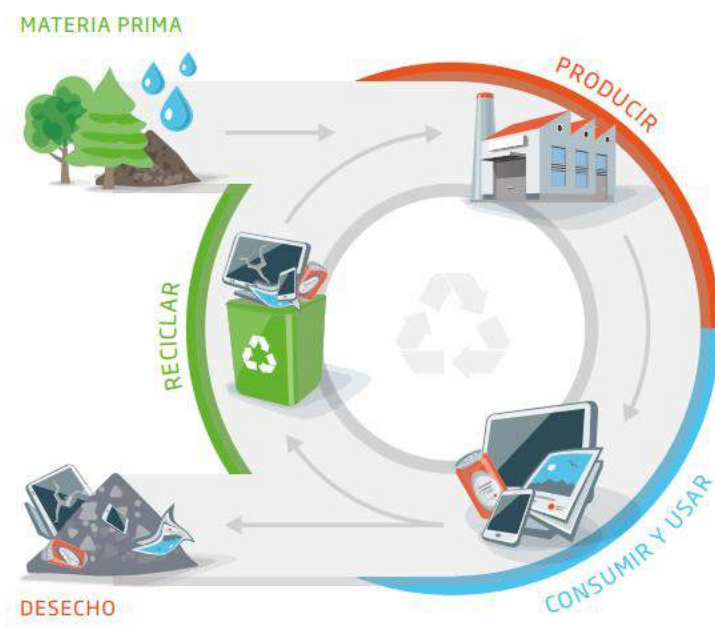 MATERIA PRIMA
PRODUCIR
RECICLAR
CONSUMIR Y USAR
DESECHO